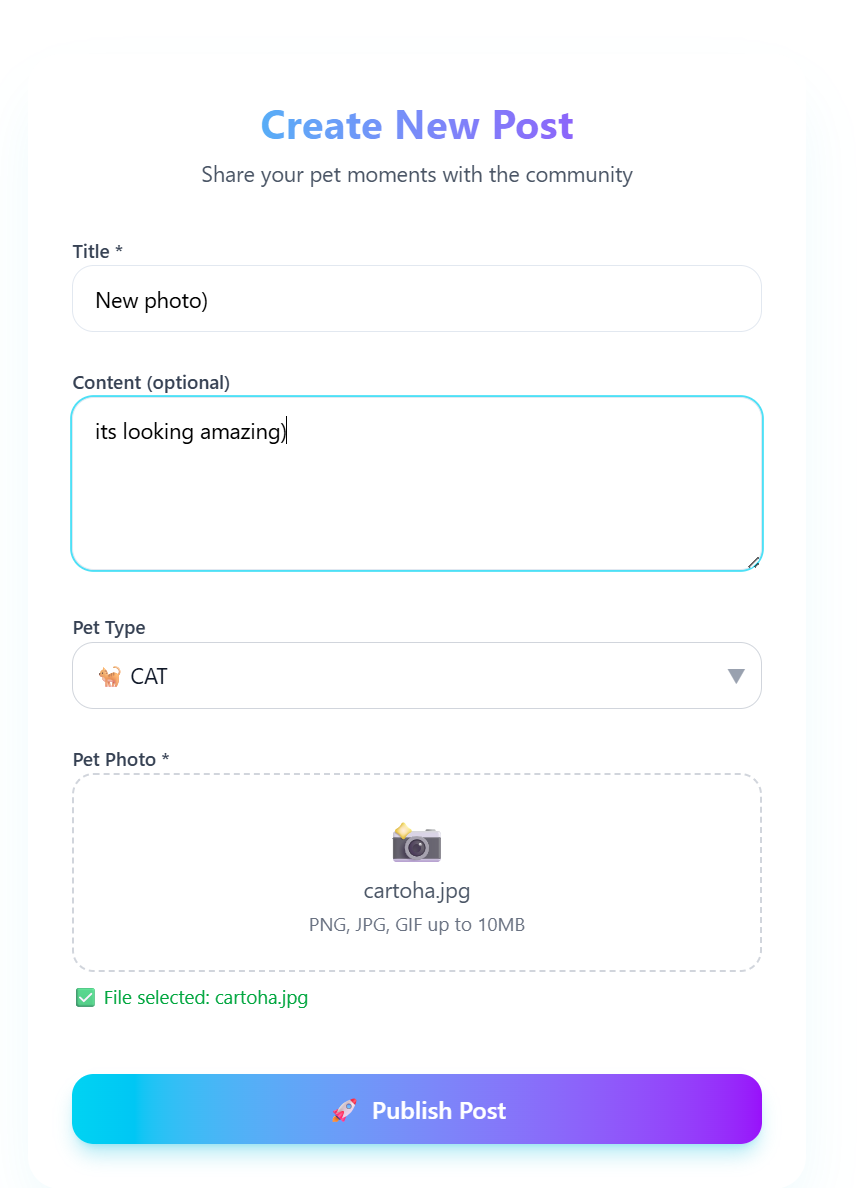 Create New Post
Share your pet moments with the community
Title *
New photo)
Content (optional)
its looking amazing)
Pet Type
CAT
Pet Photo *
cartoha.jpg
PNG, JPG, GIF up to 10MB
File selected: cartoha.jpg
Publish Post